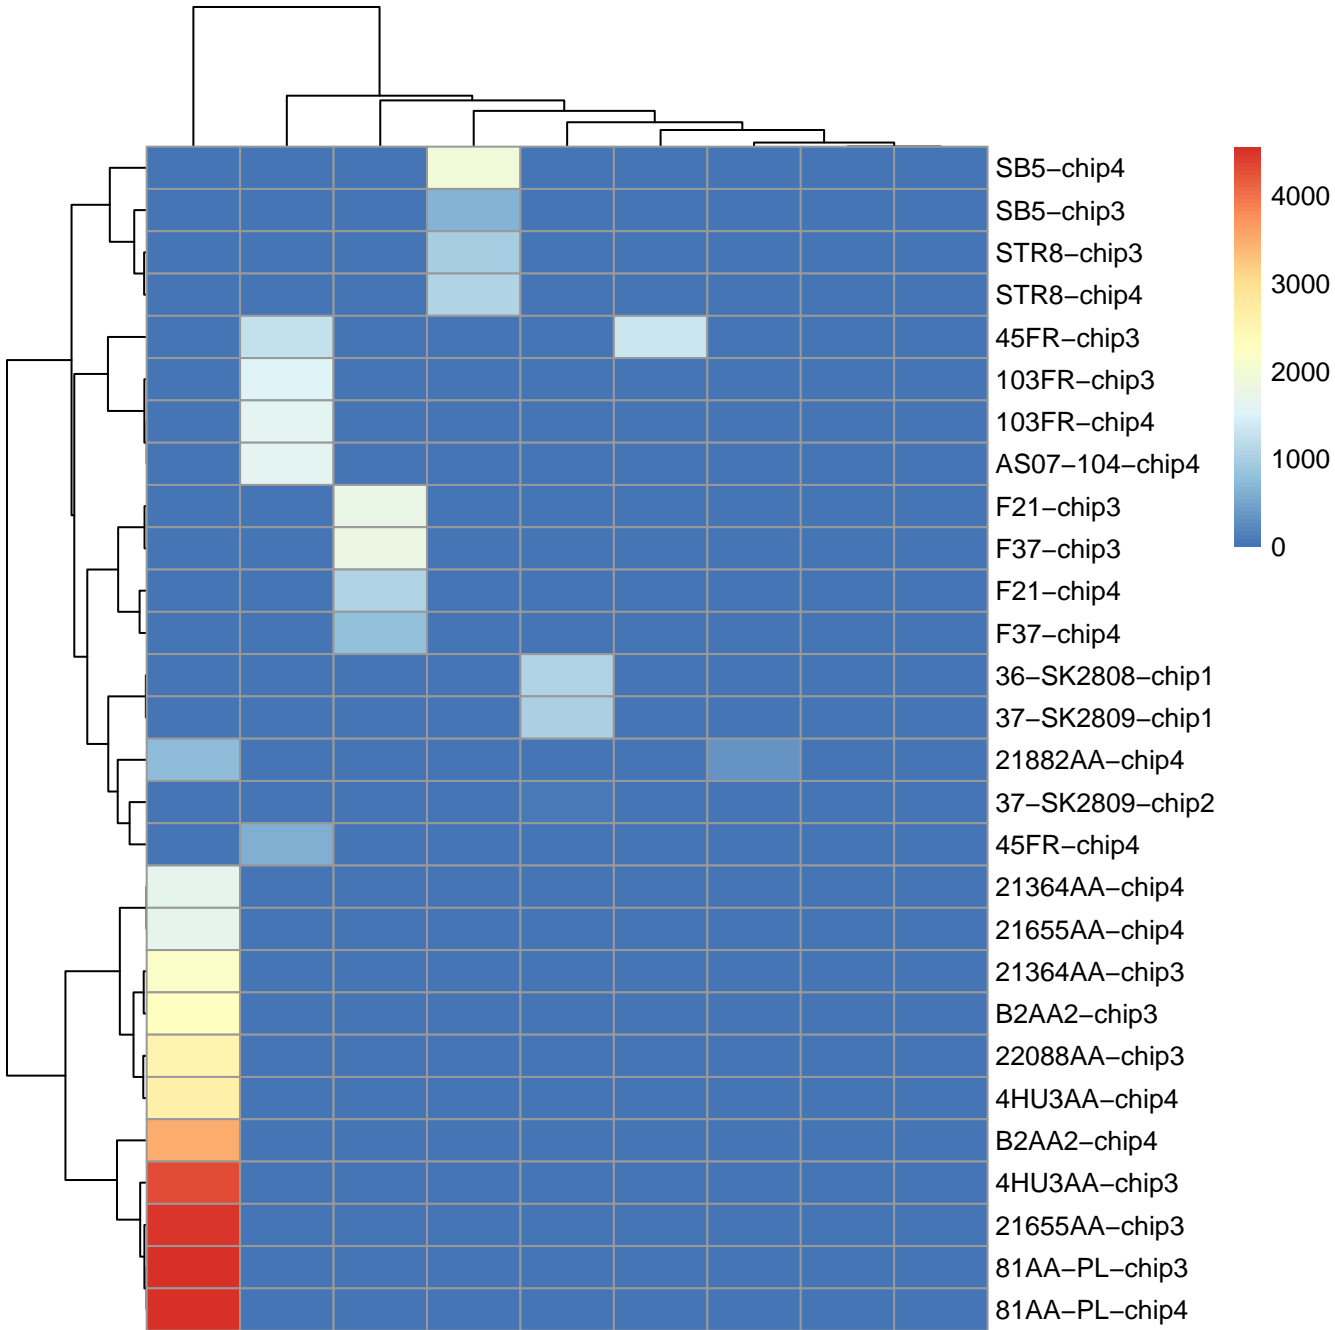 SB5−chip4
SB5−chip3
STR8−chip3
STR8−chip4
45FR−chip3
103FR−chip3
103FR−chip4
AS07−104−chip4
F21−chip3
F37−chip3
F21−chip4
F37−chip4
36−SK2808−chip1
37−SK2809−chip1
21882AA−chip4
37−SK2809−chip2
45FR−chip4
21364AA−chip4
21655AA−chip4
21364AA−chip3
B2AA2−chip3
22088AA−chip3
4HU3AA−chip4
B2AA2−chip4
4HU3AA−chip3
21655AA−chip3
81AA−PL−chip3
81AA−PL−chip4
4000
3000
2000
1000
0